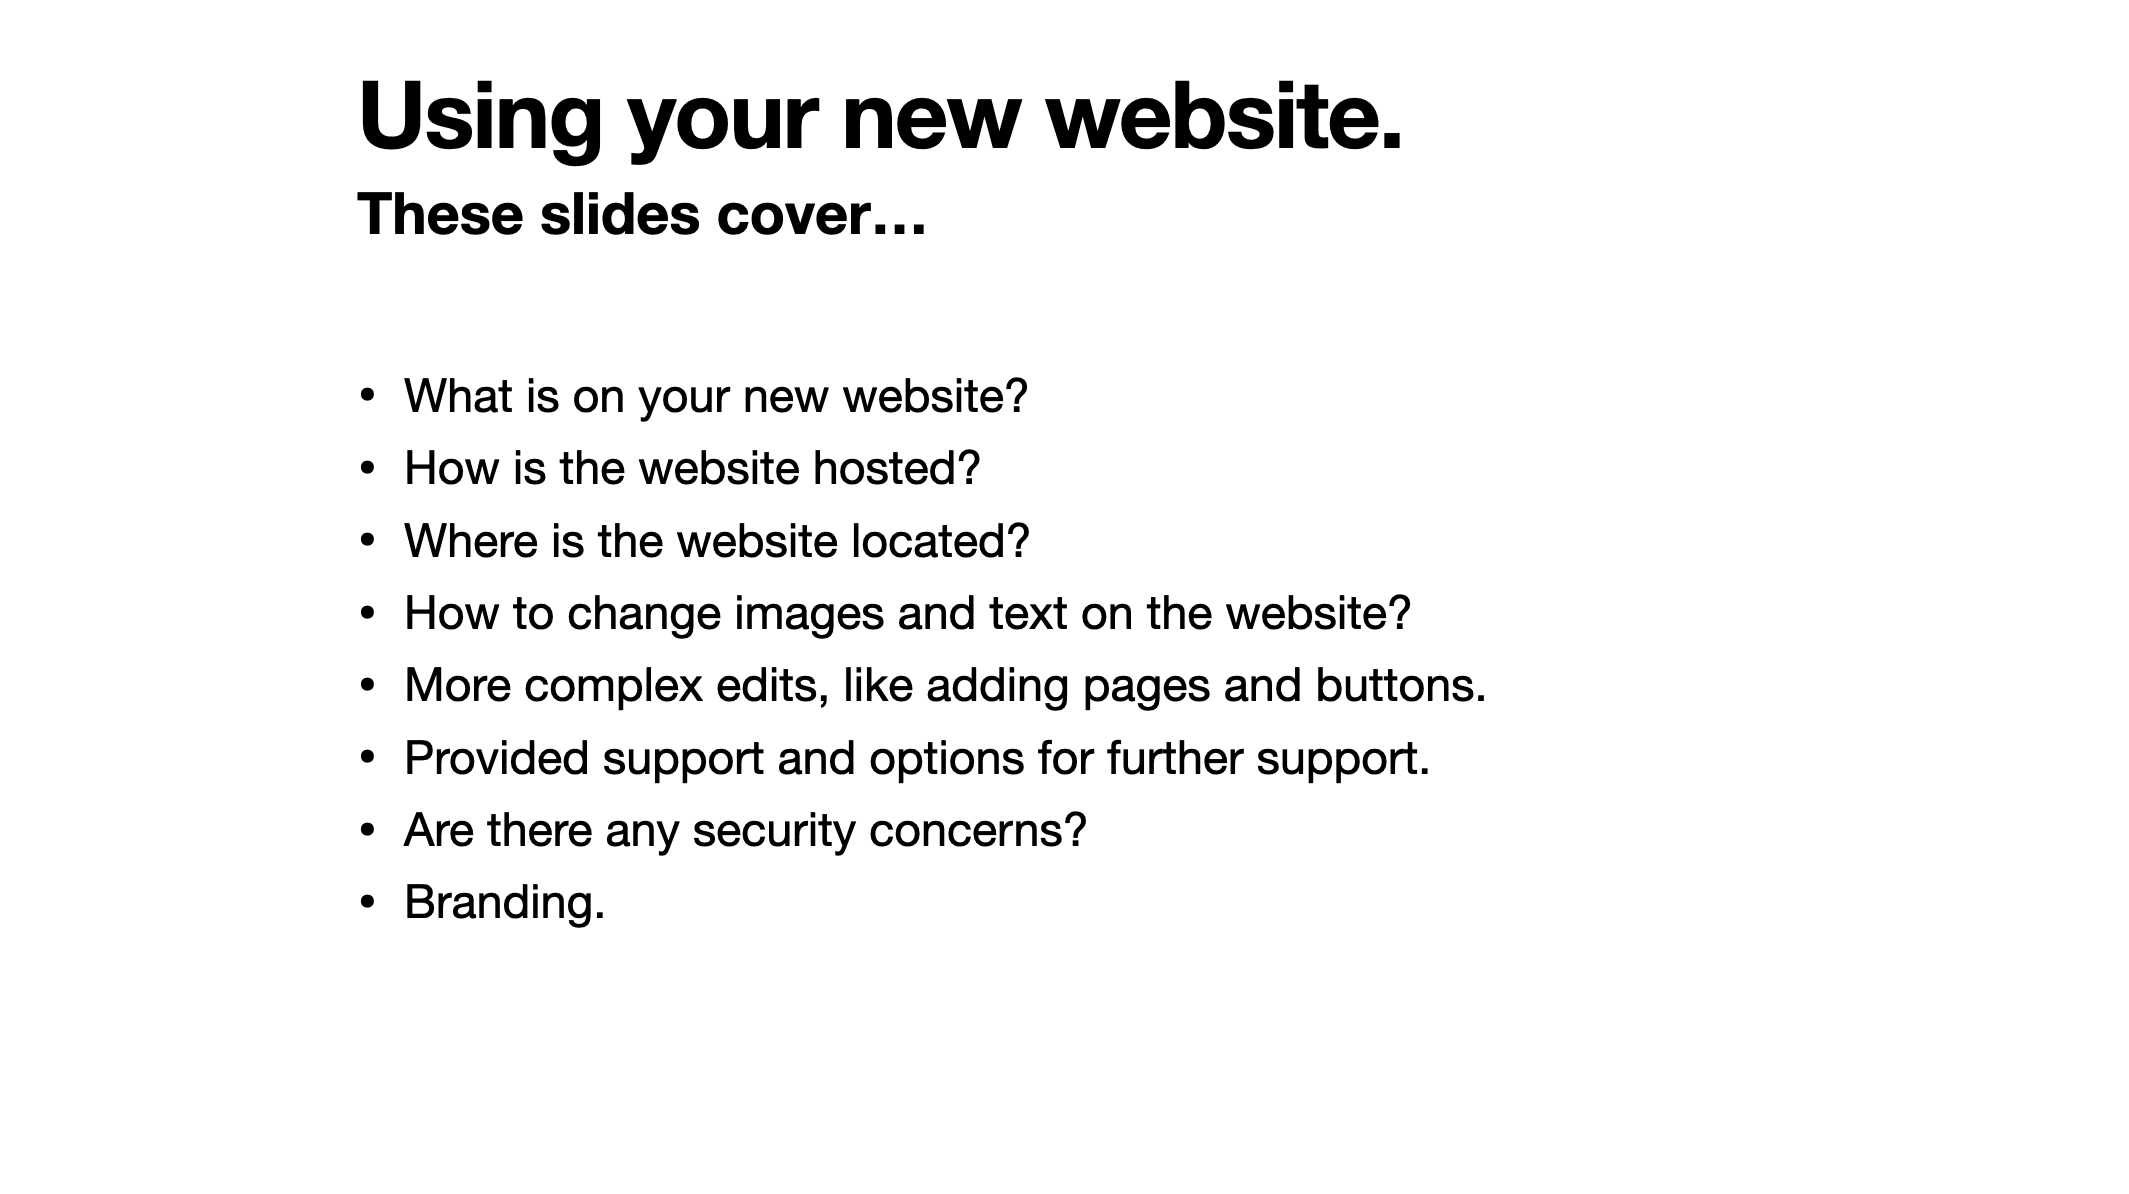 Using your new website.
These slides cover…
• What is on your new website?
• How is the website hosted?
• Where is the website located?
• How to change images and text on the website?
• More complex edits, like adding pages and buttons.
• Provided support and options for further support.
• Are there any security concerns?
• Branding.